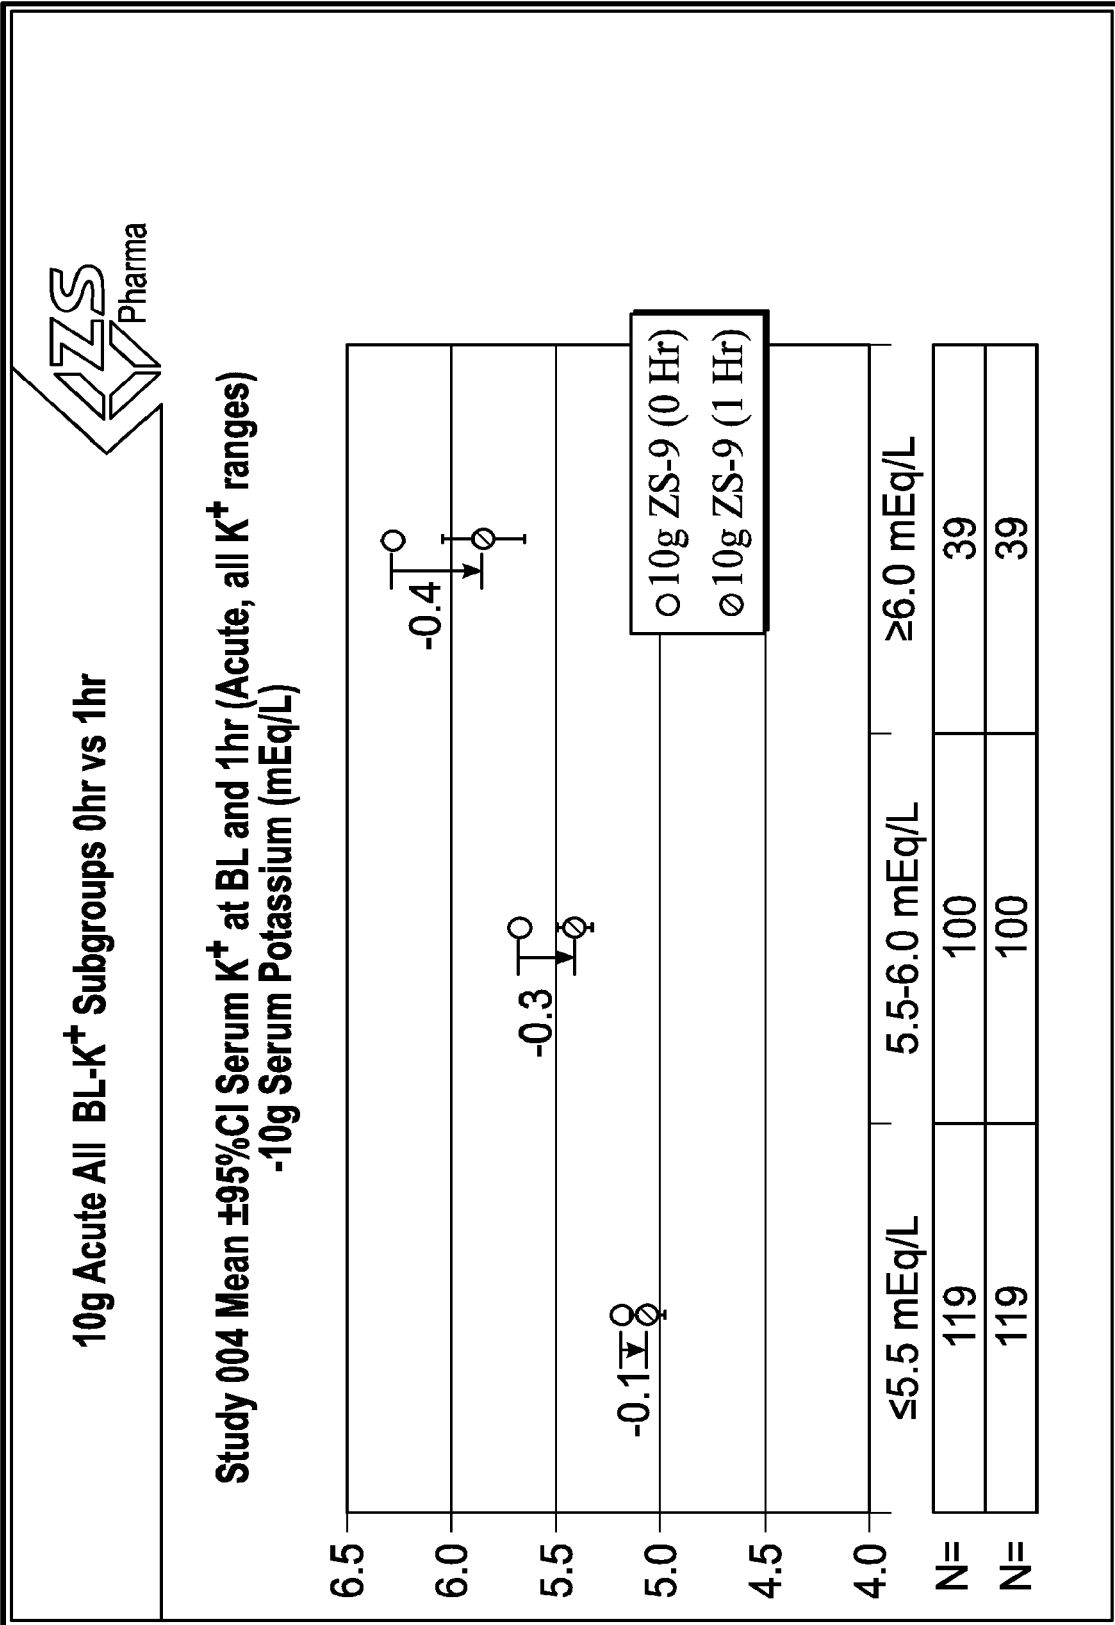 10g Acute All BL-K+ Subgroups 0hr vs 1hr
ZS
Pharma
Study 004 Mean ±95%CI Serum K+ at BL and 1hr (Acute, all K+ ranges)
-10g Serum Potassium (mEq/L)
6.5
6.0
5.5
5.0
4.5
4.0
-0.1
-0.3
-0.4
10g ZS-9 (0 Hr)
10g ZS-9 (1 Hr)
≤5.5 mEq/L 5.5-6.0 mEq/L ≥6.0 mEq/L
N= 119 100 39
N= 119 100 39